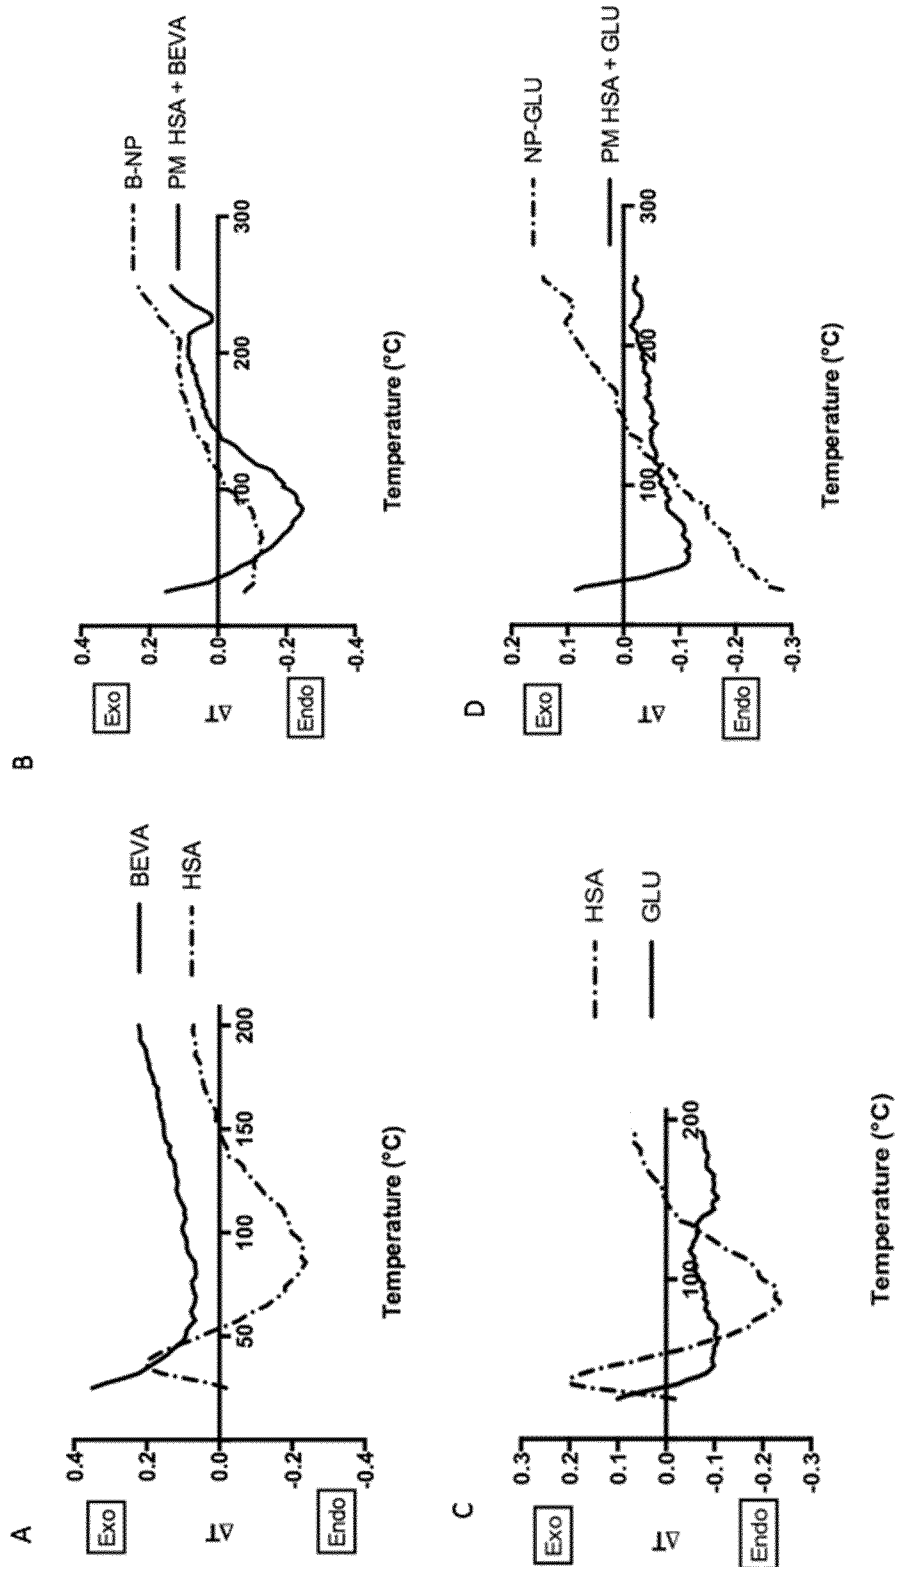 A
Exo
ΔT
Endo
0.4
0.2
0.0
-0.2
-0.4
50
100
150
200
Temperature (°C)
BEVA
HSA
B
Exo
ΔT
Endo
0.4
0.2
0.0
-0.2
-0.4
100
200
300
Temperature (°C)
B-NP
PM HSA + BEVA
C
Exo
ΔT
Endo
0.3
0.2
0.1
0.0
-0.1
-0.2
-0.3
100
200
Temperature (°C)
HSA
GLU
D
Exo
ΔT
Endo
0.2
0.1
0.0
-0.1
-0.2
-0.3
100
200
300
Temperature (°C)
NP-GLU
PM HSA + GLU